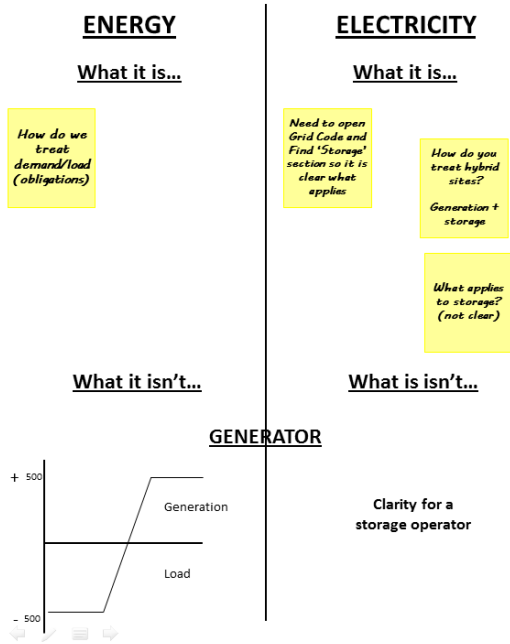 ENERGY
What it is...
How do we
treat
demand/load
(obligations)
What it isn't...
ELECTRICITY
What it is...
Need to open
Grid Code and
Find 'Storage'
section so it is
clear what
applies
How do you
treat hybrid
sites?
Generation +
storage
What applies
to storage?
(not clear)
What is isn't...
GENERATOR
+ 500
Generation
Load
- 500
Clarity for a
storage operator